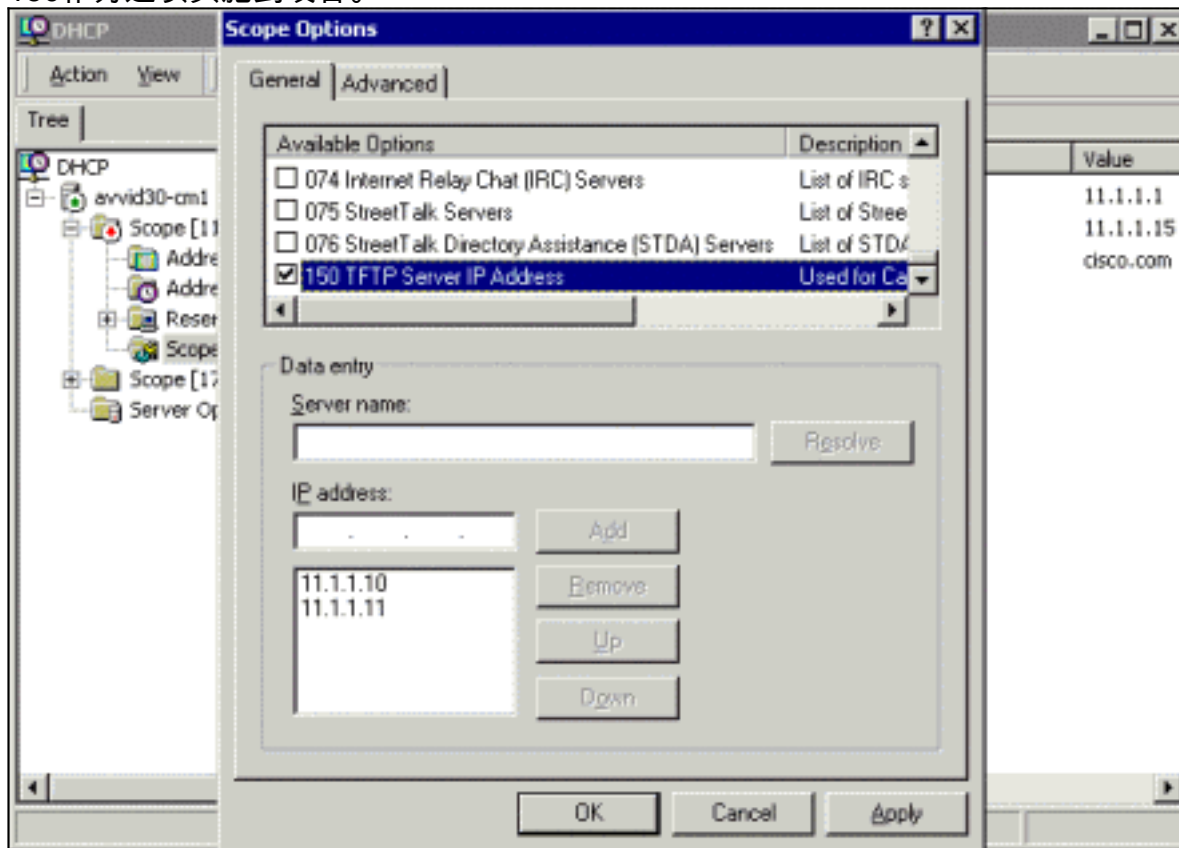 DHCP
Scope Options
Action View
General Advanced
Tree
Available Options Description
Value
DHCP
074 Internet Relay Chat (IRC) Servers List of IRC s
avvid30-cm1
11.1.1.1
075 StreetTalk Servers List of Stree
Scope [11
11.1.1.15
076 StreetTalk Directory Assistance (STDA) Servers List of STDA
Addre
cisco.com
150 TFTP Server IP Address Used for Ca
Addre
Reser
Scope
Data entry
Scope [17
Server name:
Server Op
Resolve
IP address:
. . .
Add
11.1.1.10
Remove
11.1.1.11
Up
Down
OK Cancel Apply